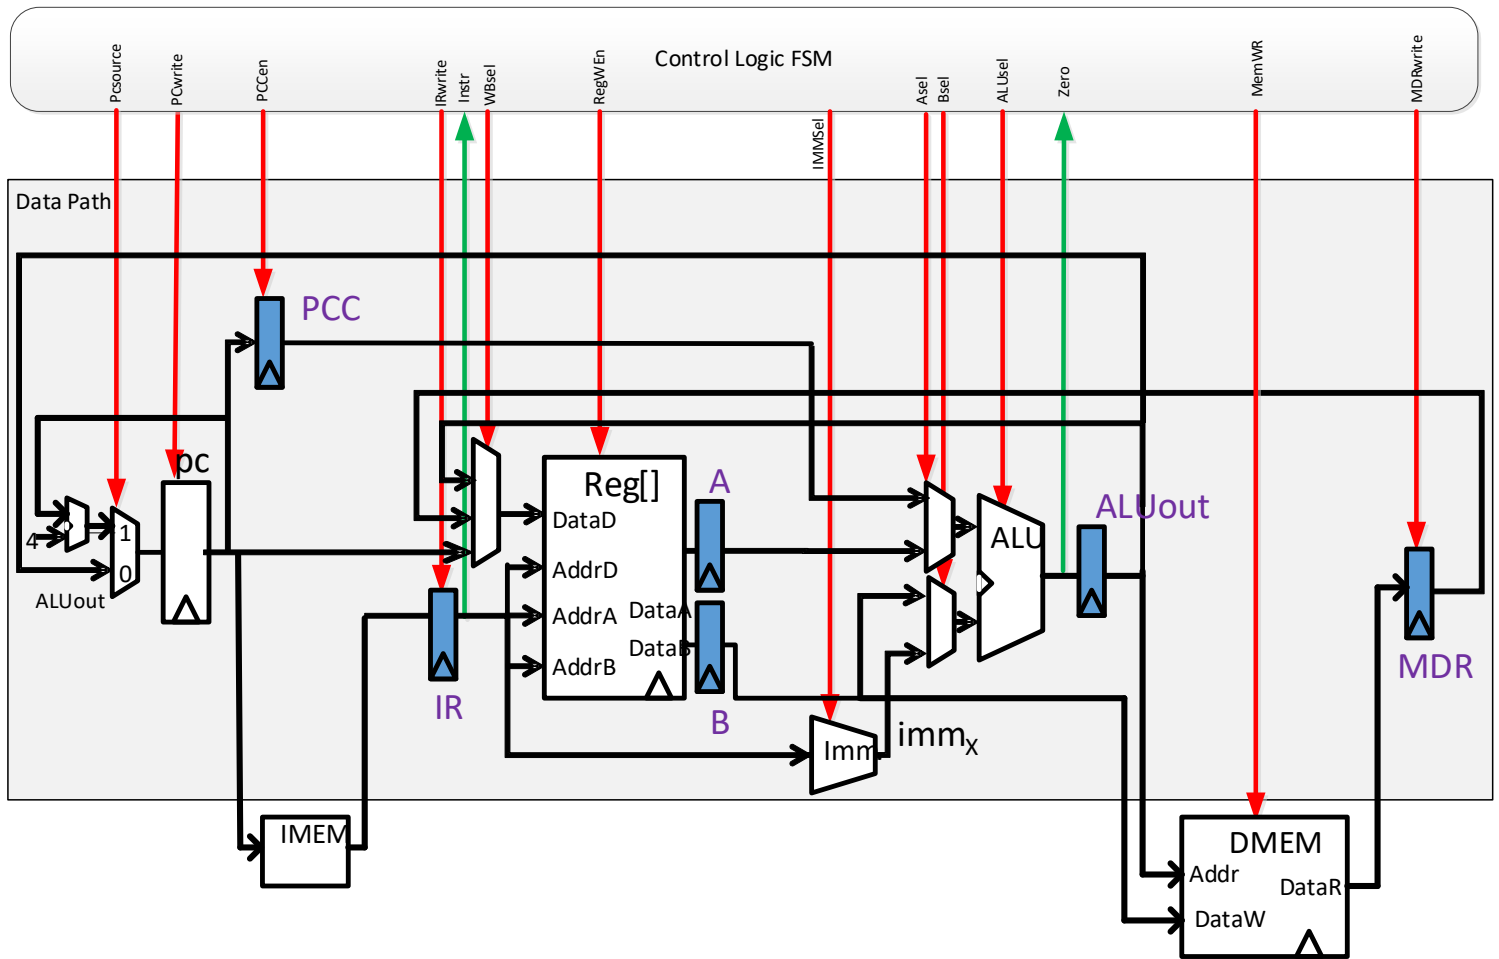 Control Logic FSM
Pcsource
PCwrite
PCCen
IRwrite
Instr
WBsel
RegWEn
IMMSel
Asel
Bsel
ALUsel
Zero
MemWR
MDRwrite
Data Path
PCC
pc
Reg[]
A
ALUout
DataD
4
1
ALU
0
AddrD
ALUout
AddrA
DataA
DataB
AddrB
MDR
IR
B
Imm
immX
IMEM
DMEM
Addr
DataR
DataW